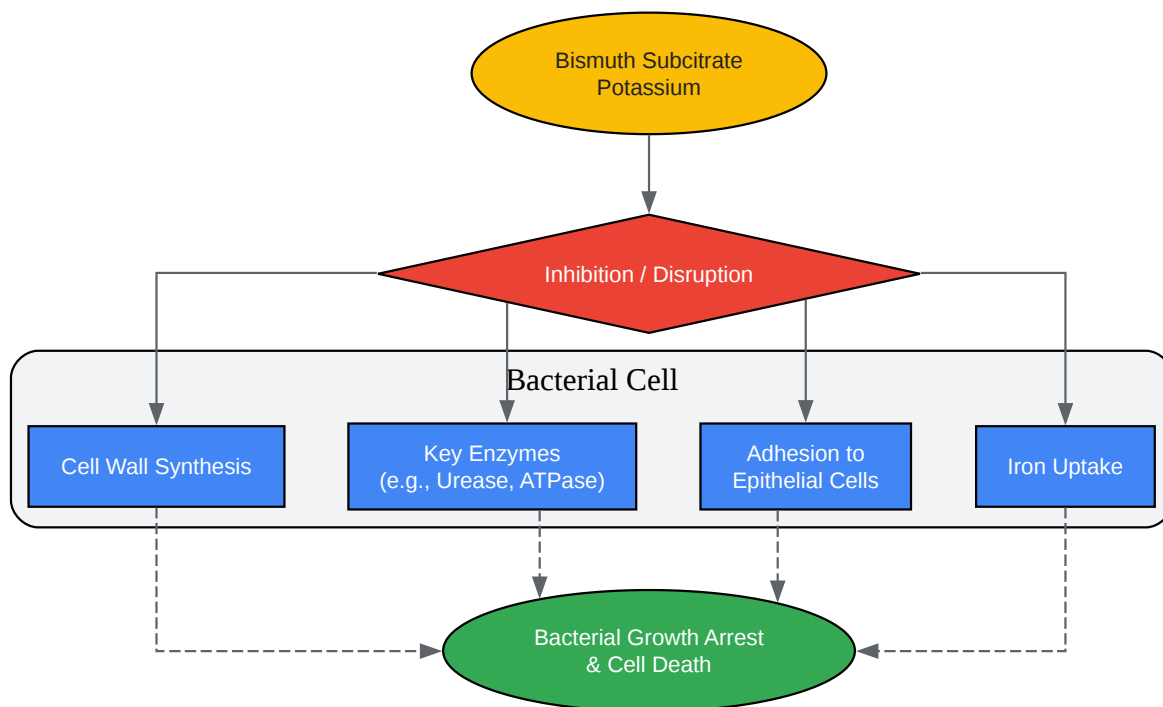 Bismuth Subcitrate
Potassium
Inhibition / Disruption
Bacterial Cell
Cell Wall Synthesis
Key Enzymes
(e.g., Urease, ATPase)
Adhesion to
Epithelial Cells
Iron Uptake
Bacterial Growth Arrest
& Cell Death